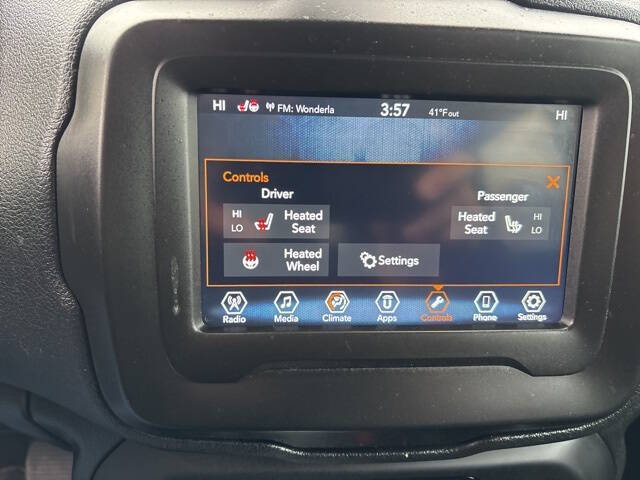 HI FM: Wonderla 3:57 41°F out HI
Controls
Driver Passenger
HI LO Heated Seat
Heated Seat HI LO
Heated Wheel
Settings
Radio Media Climate Apps Controls Phone Settings